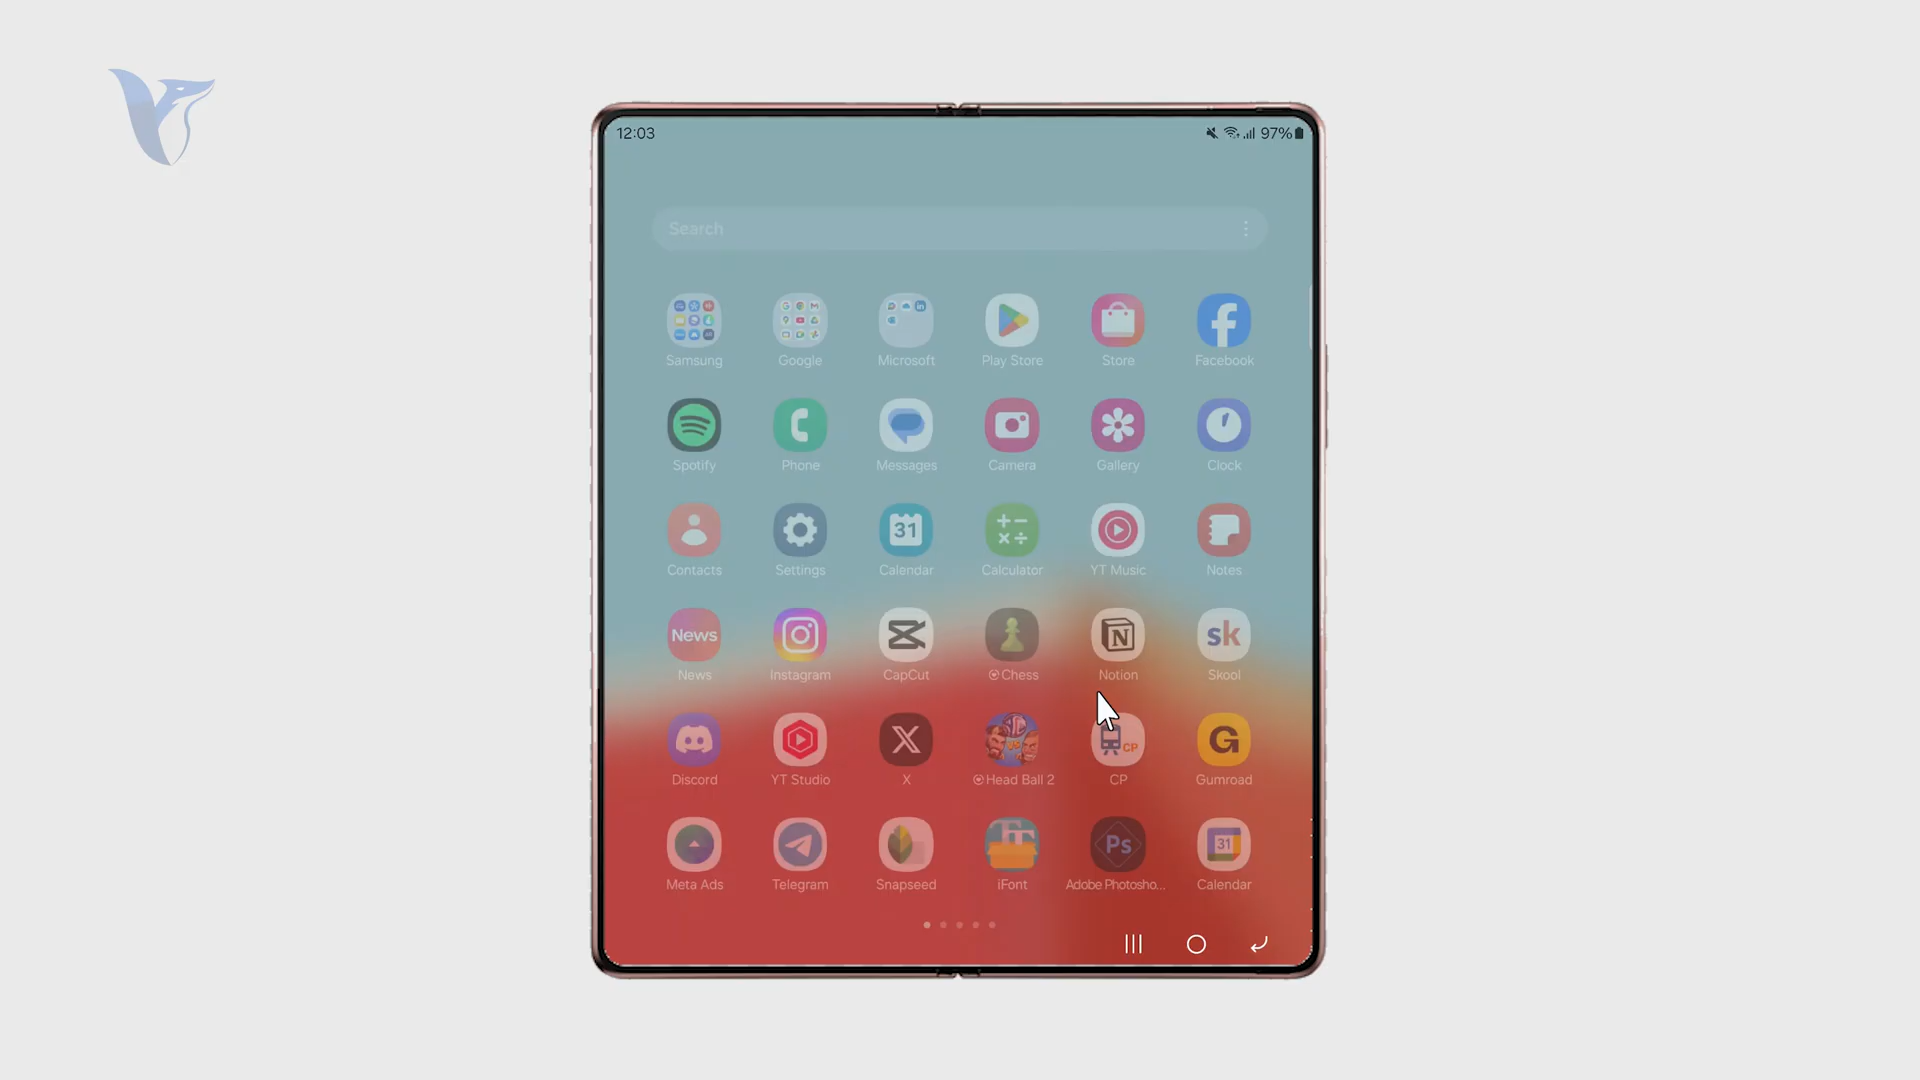 12:03 97%
Search
Samsung Google Microsoft Play Store Store Facebook
Spotify Phone Messages Camera Gallery Clock
31
Contacts Settings Calendar Calculator YT Music Notes
News N sk
News Instagram CapCut Chess Notion Skool
X CP G
Discord YT Studio X Head Ball 2 CP Gumroad
Ps 31
Meta Ads Telegram Snapseed iFont Adobe Photosho... Calendar